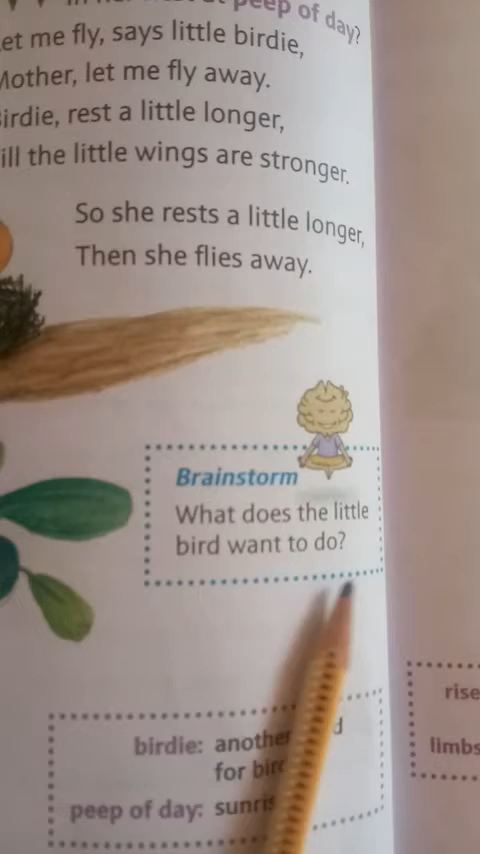 peep of day?
et me fly, says little birdie,
Mother, let me fly away.
irdie, rest a little longer,
ill the little wings are stronger.
So she rests a little longer,
Then she flies away.
Brainstorm
What does the little
bird want to do?
birdie: another
for
peep of day:
rise
limbs